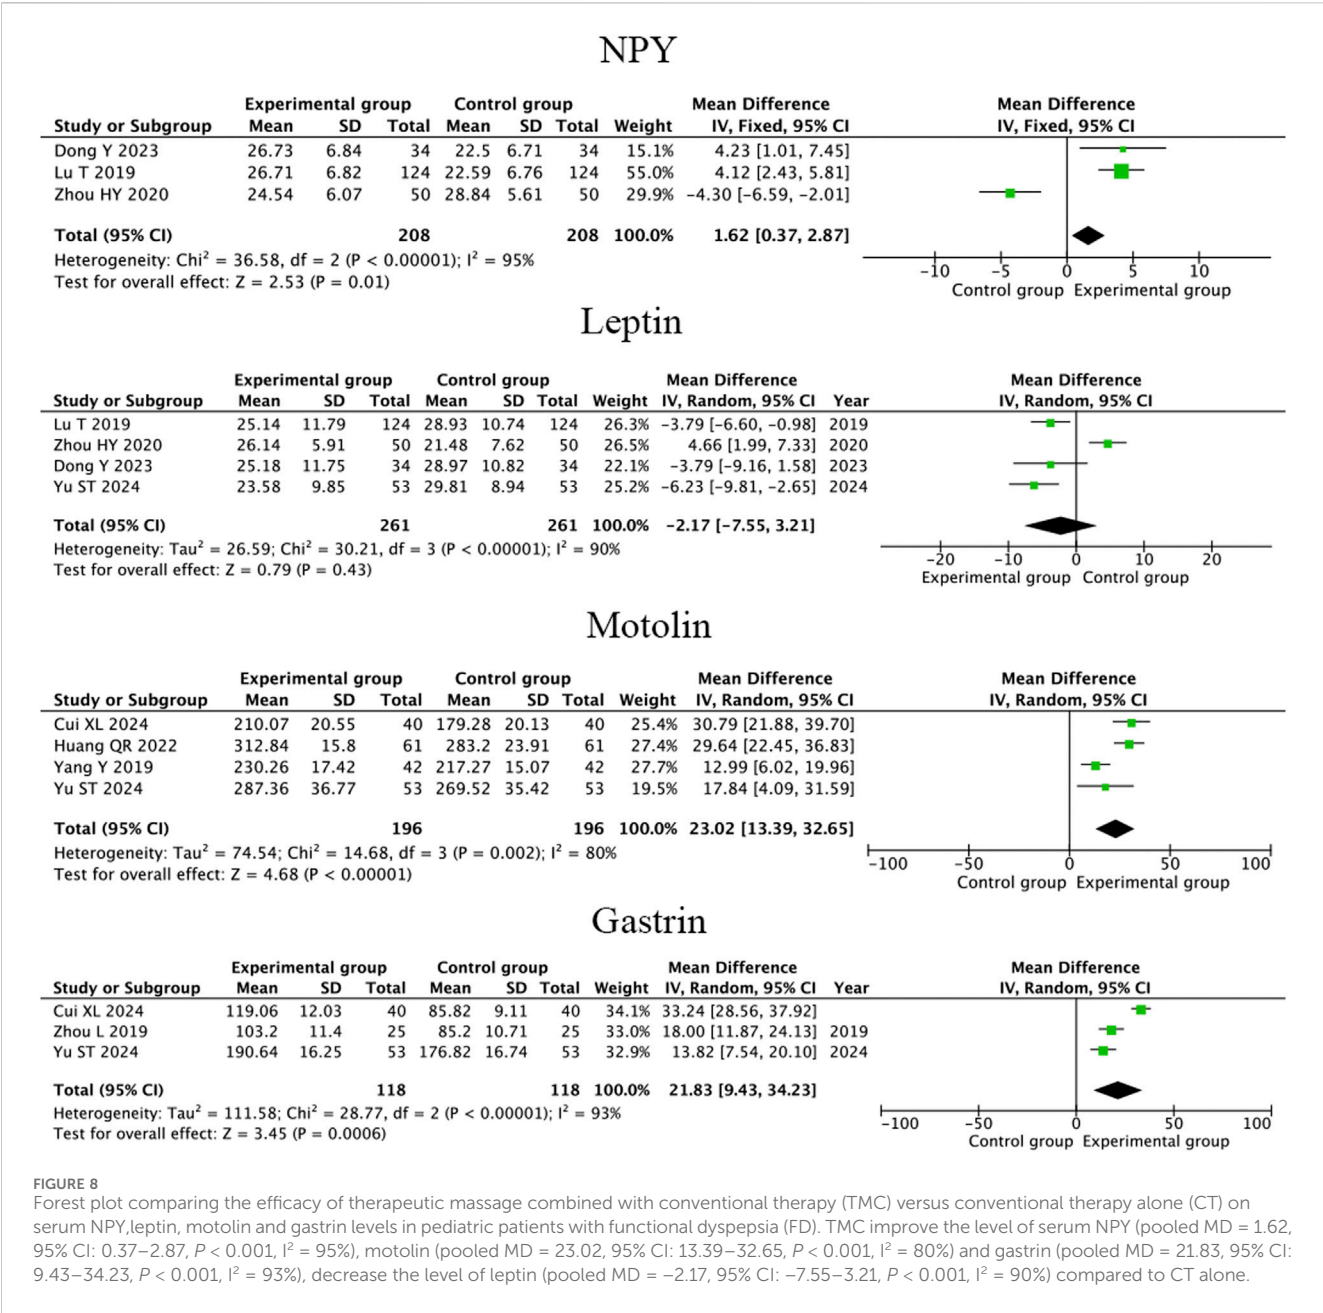 NPY
Experimental group Control group Mean Difference Mean Difference
Study or Subgroup Mean SD Total Mean SD Total Weight IV, Fixed, 95% CI IV, Fixed, 95% CI
Dong Y 2023 26.73 6.84 34 22.5 6.71 34 15.1% 4.23 [1.01, 7.45]
Lu T 2019 26.71 6.82 124 22.59 6.76 124 55.0% 4.12 [2.43, 5.81]
Zhou HY 2020 24.54 6.07 50 28.84 5.61 50 29.9% −4.30 [−6.59, −2.01]
Total (95% CI) 208 208 100.0% 1.62 [0.37, 2.87]
Heterogeneity: Chi² = 36.58, df = 2 (P < 0.00001); I² = 95%
Test for overall effect: Z = 2.53 (P = 0.01)
−10 −5 0 5 10
Control group Experimental group
Leptin
Experimental group Control group Mean Difference Mean Difference
Study or Subgroup Mean SD Total Mean SD Total Weight IV, Random, 95% CI Year IV, Random, 95% CI
Lu T 2019 25.14 11.79 124 28.93 10.74 124 26.3% −3.79 [−6.60, −0.98] 2019
Zhou HY 2020 26.14 5.91 50 21.48 7.62 50 26.5% 4.66 [1.99, 7.33] 2020
Dong Y 2023 25.18 11.75 34 28.97 10.82 34 22.1% −3.79 [−9.16, 1.58] 2023
Yu ST 2024 23.58 9.85 53 29.81 8.94 53 25.2% −6.23 [−9.81, −2.65] 2024
Total (95% CI) 261 261 100.0% −2.17 [−7.55, 3.21]
Heterogeneity: Tau² = 26.59; Chi² = 30.21, df = 3 (P < 0.00001); I² = 90%
Test for overall effect: Z = 0.79 (P = 0.43)
−20 −10 0 10 20
Experimental group Control group
Motolin
Experimental group Control group Mean Difference Mean Difference
Study or Subgroup Mean SD Total Mean SD Total Weight IV, Random, 95% CI IV, Random, 95% CI
Cui XL 2024 210.07 20.55 40 179.28 20.13 40 25.4% 30.79 [21.88, 39.70]
Huang QR 2022 312.84 15.8 61 283.2 23.91 61 27.4% 29.64 [22.45, 36.83]
Yang Y 2019 230.26 17.42 42 217.27 15.07 42 27.7% 12.99 [6.02, 19.96]
Yu ST 2024 287.36 36.77 53 269.52 35.42 53 19.5% 17.84 [4.09, 31.59]
Total (95% CI) 196 196 100.0% 23.02 [13.39, 32.65]
Heterogeneity: Tau² = 74.54; Chi² = 14.68, df = 3 (P = 0.002); I² = 80%
Test for overall effect: Z = 4.68 (P < 0.00001)
−100 −50 0 50 100
Control group Experimental group
Gastrin
Experimental group Control group Mean Difference Mean Difference
Study or Subgroup Mean SD Total Mean SD Total Weight IV, Random, 95% CI Year IV, Random, 95% CI
Cui XL 2024 119.06 12.03 40 85.82 9.11 40 34.1% 33.24 [28.56, 37.92]
Zhou L 2019 103.2 11.4 25 85.2 10.71 25 33.0% 18.00 [11.87, 24.13] 2019
Yu ST 2024 190.64 16.25 53 176.82 16.74 53 32.9% 13.82 [7.54, 20.10] 2024
Total (95% CI) 118 118 100.0% 21.83 [9.43, 34.23]
Heterogeneity: Tau² = 111.58; Chi² = 28.77, df = 2 (P < 0.00001); I² = 93%
Test for overall effect: Z = 3.45 (P = 0.0006)
−100 −50 0 50 100
Control group Experimental group
FIGURE 8
Forest plot comparing the efficacy of therapeutic massage combined with conventional therapy (TMC) versus conventional therapy alone (CT) on
serum NPY,leptin, motolin and gastrin levels in pediatric patients with functional dyspepsia (FD). TMC improve the level of serum NPY (pooled MD = 1.62,
95% CI: 0.37–2.87, P < 0.001, I² = 95%), motolin (pooled MD = 23.02, 95% CI: 13.39–32.65, P < 0.001, I² = 80%) and gastrin (pooled MD = 21.83, 95% CI:
9.43–34.23, P < 0.001, I² = 93%), decrease the level of leptin (pooled MD = −2.17, 95% CI: −7.55–3.21, P < 0.001, I² = 90%) compared to CT alone.